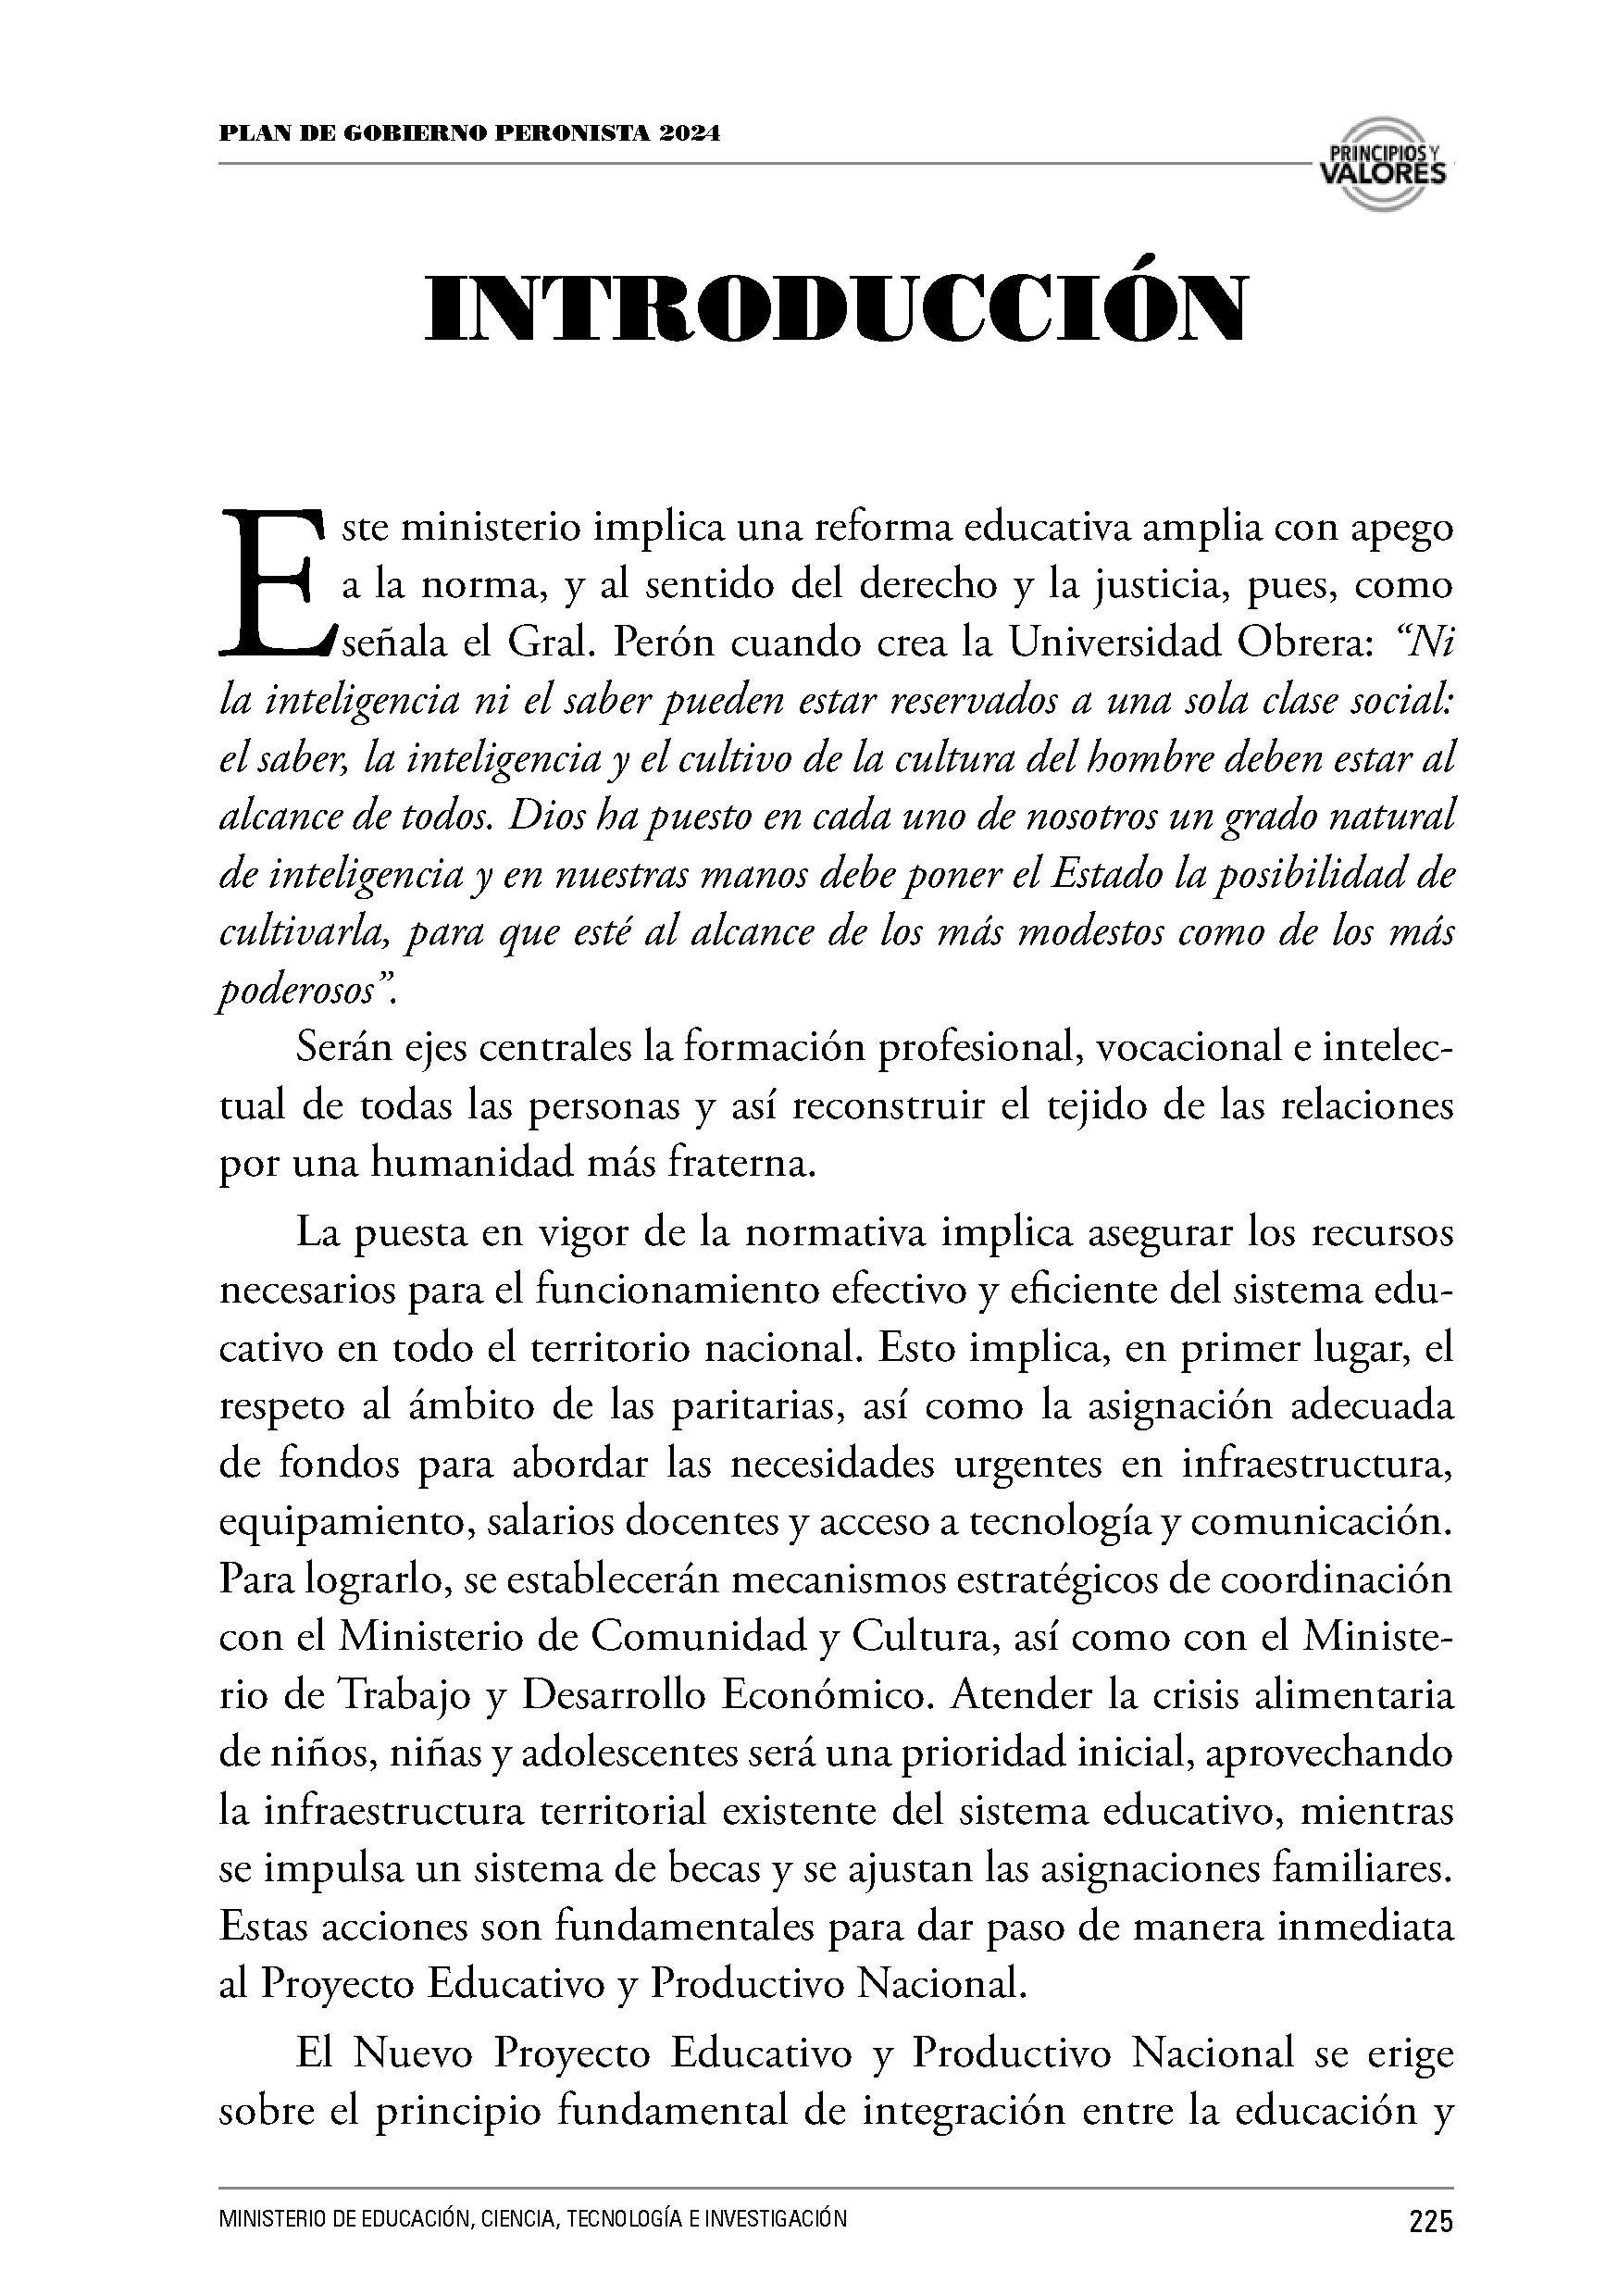 PLAN DE GOBIERNO PERONISTA 2024
PRINCIPIOS Y
VALORES
INTRODUCCIÓN
Este ministerio implica una reforma educativa amplia con apego
a la norma, y al sentido del derecho y la justicia, pues, como
señala el Gral. Perón cuando crea la Universidad Obrera: “Ni
la inteligencia ni el saber pueden estar reservados a una sola clase social:
el saber, la inteligencia y el cultivo de la cultura del hombre deben estar al
alcance de todos. Dios ha puesto en cada uno de nosotros un grado natural
de inteligencia y en nuestras manos debe poner el Estado la posibilidad de
cultivarla, para que esté al alcance de los más modestos como de los más
poderosos”.
Serán ejes centrales la formación profesional, vocacional e intelec-
tual de todas las personas y así reconstruir el tejido de las relaciones
por una humanidad más fraterna.
La puesta en vigor de la normativa implica asegurar los recursos
necesarios para el funcionamiento efectivo y eficiente del sistema edu-
cativo en todo el territorio nacional. Esto implica, en primer lugar, el
respeto al ámbito de las paritarias, así como la asignación adecuada
de fondos para abordar las necesidades urgentes en infraestructura,
equipamiento, salarios docentes y acceso a tecnología y comunicación.
Para lograrlo, se establecerán mecanismos estratégicos de coordinación
con el Ministerio de Comunidad y Cultura, así como con el Ministe-
rio de Trabajo y Desarrollo Económico. Atender la crisis alimentaria
de niños, niñas y adolescentes será una prioridad inicial, aprovechando
la infraestructura territorial existente del sistema educativo, mientras
se impulsa un sistema de becas y se ajustan las asignaciones familiares.
Estas acciones son fundamentales para dar paso de manera inmediata
al Proyecto Educativo y Productivo Nacional.
El Nuevo Proyecto Educativo y Productivo Nacional se erige
sobre el principio fundamental de integración entre la educación y
MINISTERIO DE EDUCACIÓN, CIENCIA, TECNOLOGÍA E INVESTIGACIÓN
225